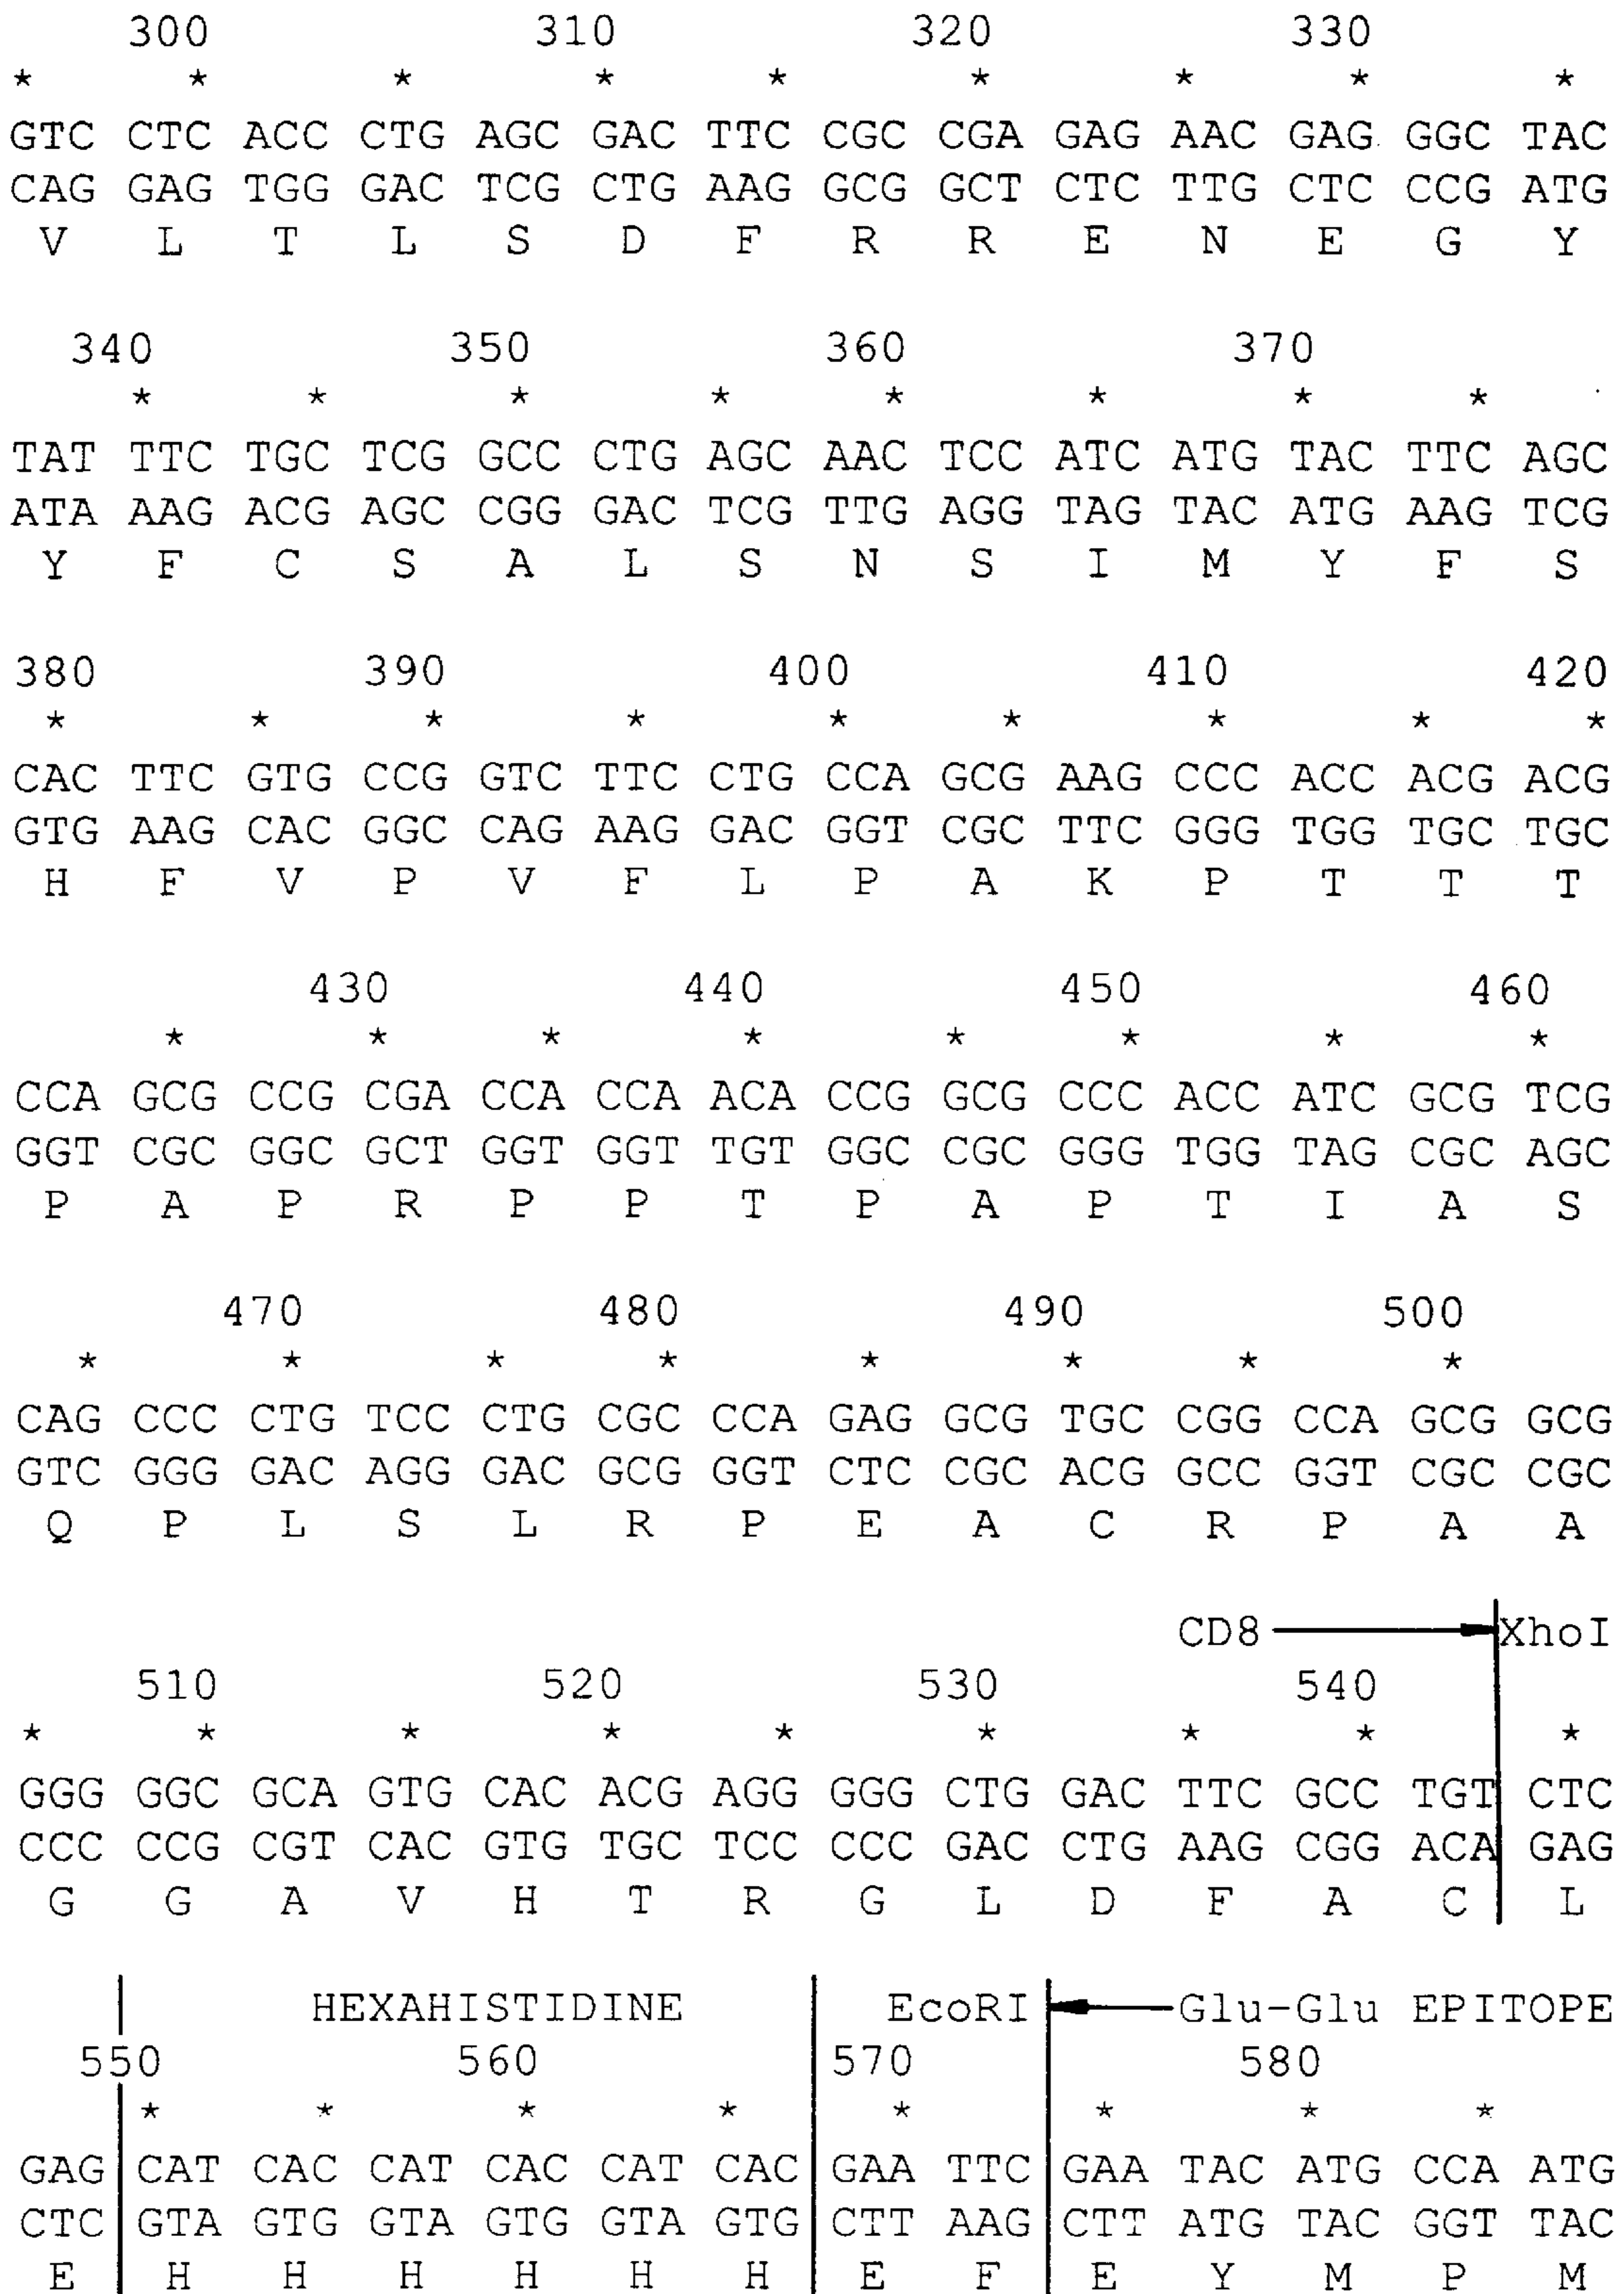 300 310 320 330
* * * * * * * * *
GTC CTC ACC CTG AGC GAC TTC CGC CGA GAG AAC GAG GGC TAC
CAG GAG TGG GAC TCG CTG AAG GCG GCT CTC TTG CTC CCG ATG
V L T L S D F R R E N E G Y
340 350 360 370
* * * * * * * *
TAT TTC TGC TCG GCC CTG AGC AAC TCC ATC ATG TAC TTC AGC
ATA AAG ACG AGC CGG GAC TCG TTG AGG TAG TAC ATG AAG TCG
Y F C S A L S N S I M Y F S
380 390 400 410 420
* * * * * * * * *
CAC TTC GTG CCG GTC TTC CTG CCA GCG AAG CCC ACC ACG ACG
GTG AAG CAC GGC CAG AAG GAC GGT CGC TTC GGG TGG TGC TGC
H F V P V F L P A K P T T T
430 440 450 460
* * * * * * * *
CCA GCG CCG CGA CCA CCA ACA CCG GCG CCC ACC ATC GCG TCG
GGT CGC GGC GCT GGT GGT TGT GGC CGC GGG TGG TAG CGC AGC
P A P R P P T P A P T I A S
470 480 490 500
* * * * * * * *
CAG CCC CTG TCC CTG CGC CCA GAG GCG TGC CGG CCA GCG GCG
GTC GGG GAC AGG GAC GCG GGT CTC CGC ACG GCC GGT CGC CGC
Q P L S L R P E A C R P A A
CD8 XhoI
510 520 530 540
* * * * * * * * *
GGG GGC GCA GTG CAC ACG AGG GGG CTG GAC TTC GCC TGT CTC
CCC CCG CGT CAC GTG TGC TCC CCC GAC CTG AAG CGG ACA GAG
G G A V H T R G L D F A C L
HEXAHISTIDINE EcoRI Glu-Glu EPITOPE
550 560 570 580
* * * * * * * *
GAG CAT CAC CAT CAC CAT CAC GAA TTC GAA TAC ATG CCA ATG
CTC GTA GTG GTA GTG GTA GTG CTT AAG CTT ATG TAC GGT TAC
E H H H H H H E F E Y M P M